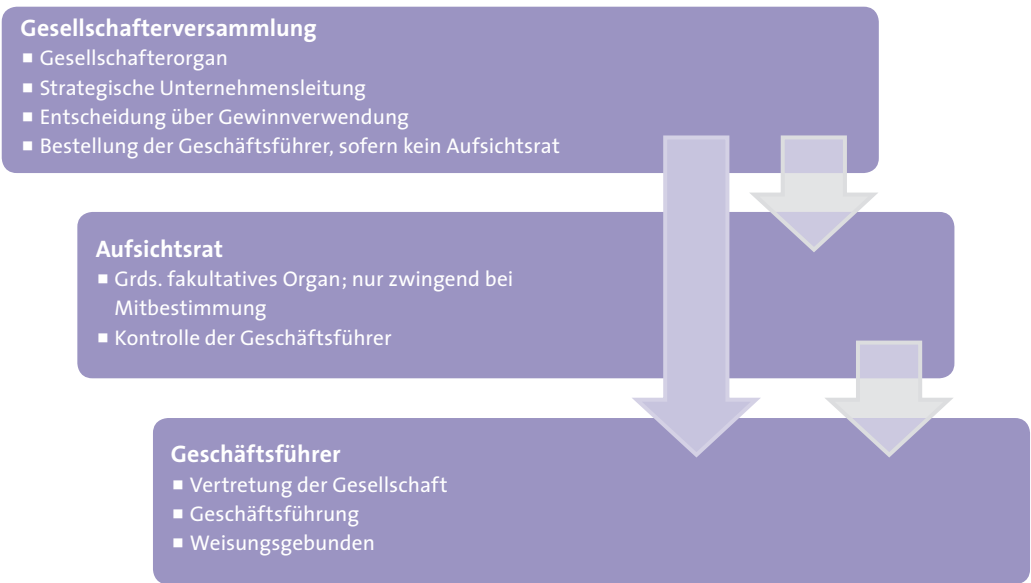 Gesellschafterversammlung
▪ Gesellschafterorgan
▪ Strategische Unternehmensleitung
▪ Entscheidung über Gewinnverwendung
▪ Bestellung der Geschäftsführer, sofern kein Aufsichtsrat
Aufsichtsrat
▪ Grds. fakultatives Organ; nur zwingend bei
Mitbestimmung
▪ Kontrolle der Geschäftsführer
Geschäftsführer
▪ Vertretung der Gesellschaft
▪ Geschäftsführung
▪ Weisungsgebunden